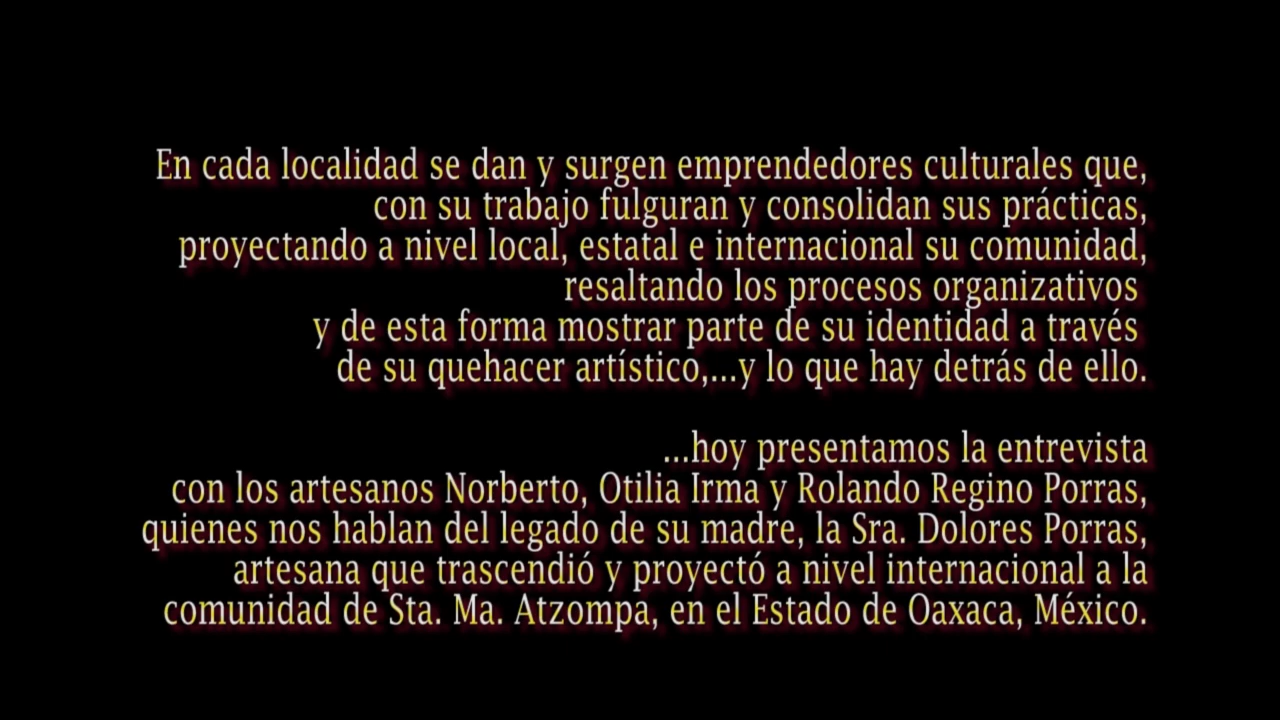 En cada localidad se dan y surgen emprendedores culturales que,
con su trabajo fulguran y consolidan sus prácticas,
proyectando a nivel local, estatal e internacional su comunidad,
resaltando los procesos organizativos
y de esta forma mostrar parte de su identidad a través
de su quehacer artístico,...y lo que hay detrás de ello.
...hoy presentamos la entrevista
con los artesanos Norberto, Otilia Irma y Rolando Regino Porras,
quienes nos hablan del legado de su madre, la Sra. Dolores Porras,
artesana que trascendió y proyectó a nivel internacional a la
comunidad de Sta. Ma. Atzompa, en el Estado de Oaxaca, México.